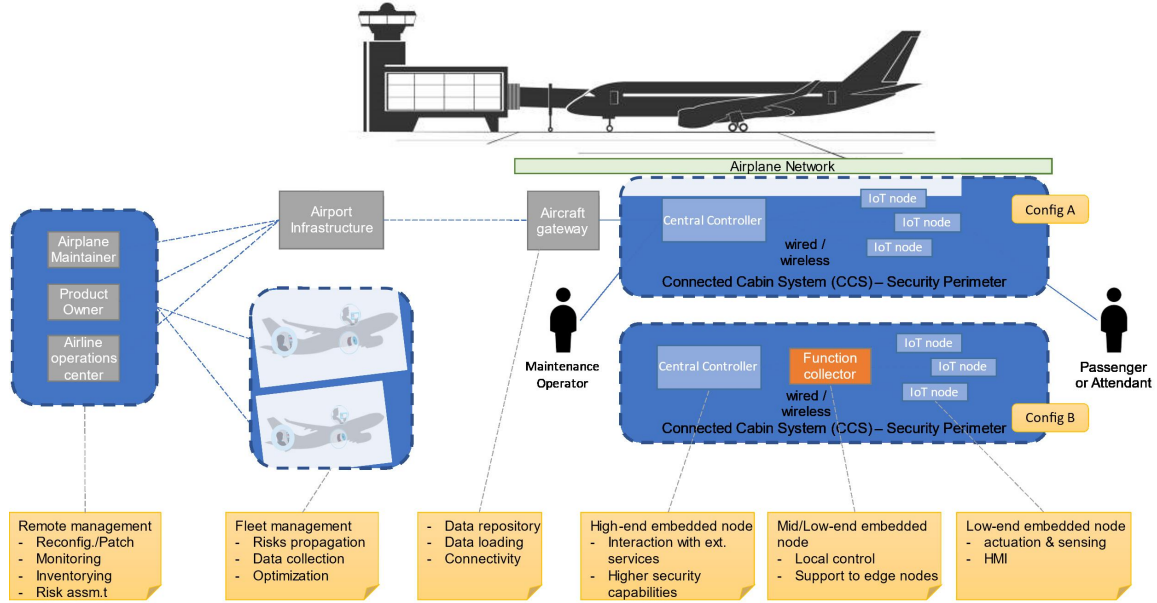 Airplane Network
Airplane
Maintainer
Product
Owner
Airline
operations
center
Airport
Infrastructure
Aircraft
gateway
Central Controller
IoT node
IoT node
IoT node
wired /
wireless
Connected Cabin System (CCS) – Security Perimeter
Config A
Maintenance
Operator
Passenger
or Attendant
Central Controller
Function
collector
IoT node
IoT node
IoT node
wired /
wireless
Connected Cabin System (CCS) – Security Perimeter
Config B
Remote management
- Reconfig./Patch
- Monitoring
- Inventorying
- Risk assm.t
Fleet management
- Risks propagation
- Data collection
- Optimization
- Data repository
- Data loading
- Connectivity
High-end embedded node
- Interaction with ext.
services
- Higher security
capabilities
Mid/Low-end embedded
node
- Local control
- Support to edge nodes
Low-end embedded node
- actuation & sensing
- HMI